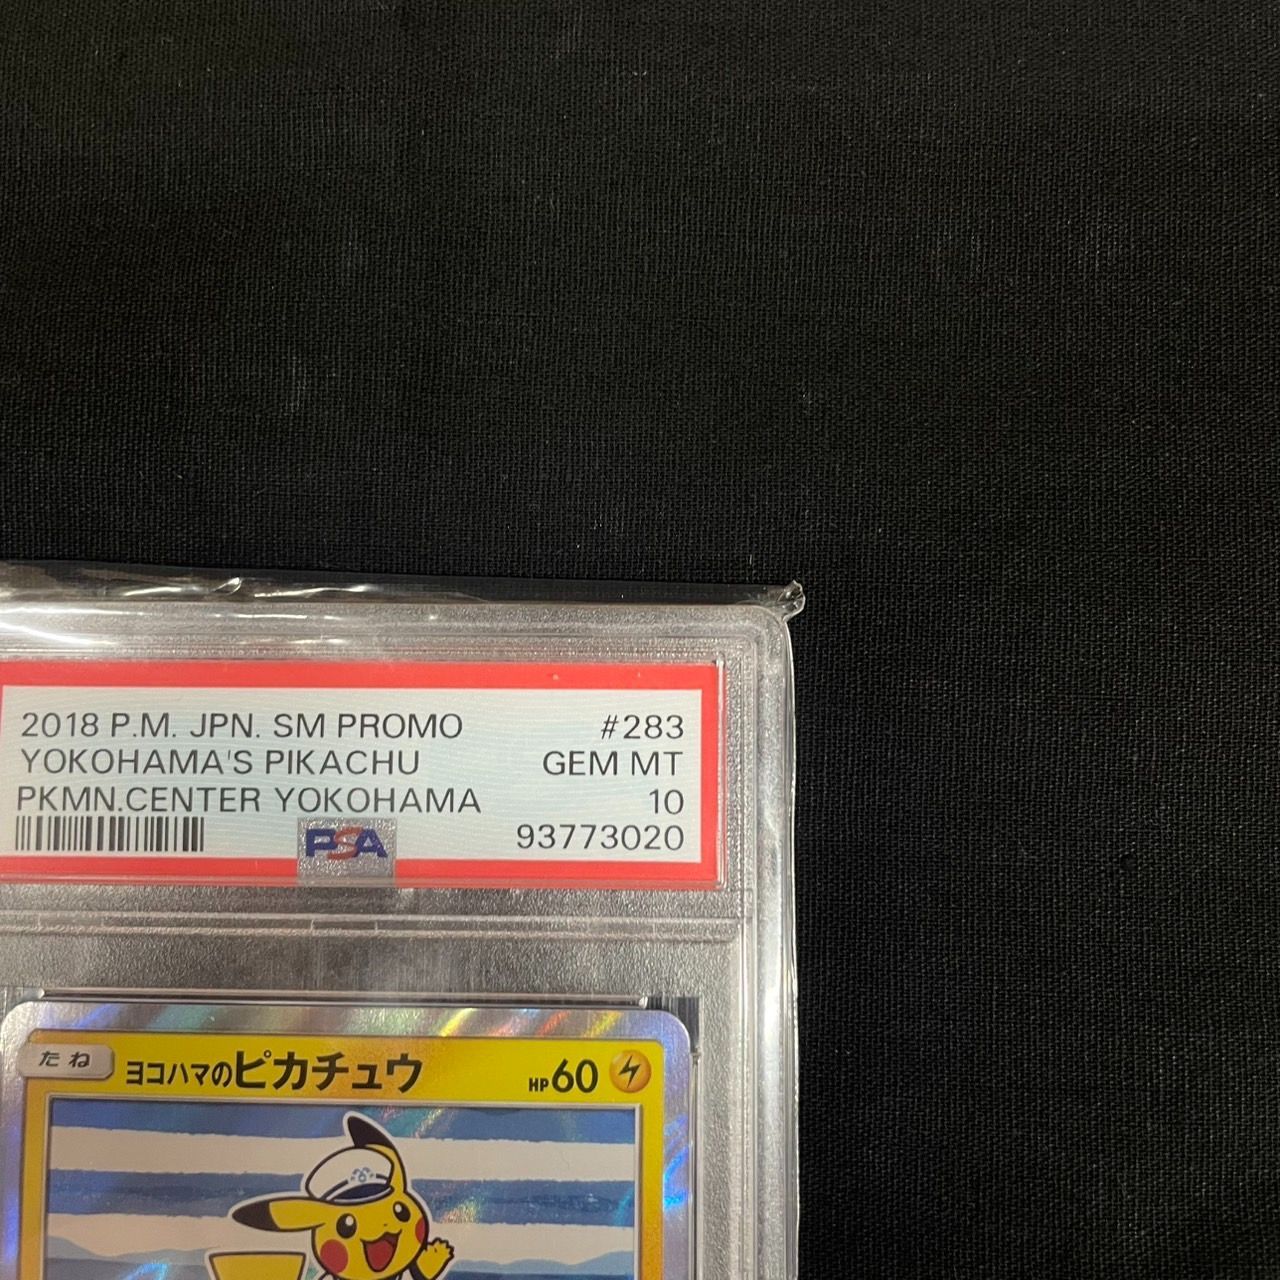 2018 P.M. JPN. SM PROMO #283
YOKOHAMA'S PIKACHU GEM MT
PKMN.CENTER YOKOHAMA 10
PSA 93773020
たね ヨコハマのピカチュウ HP60